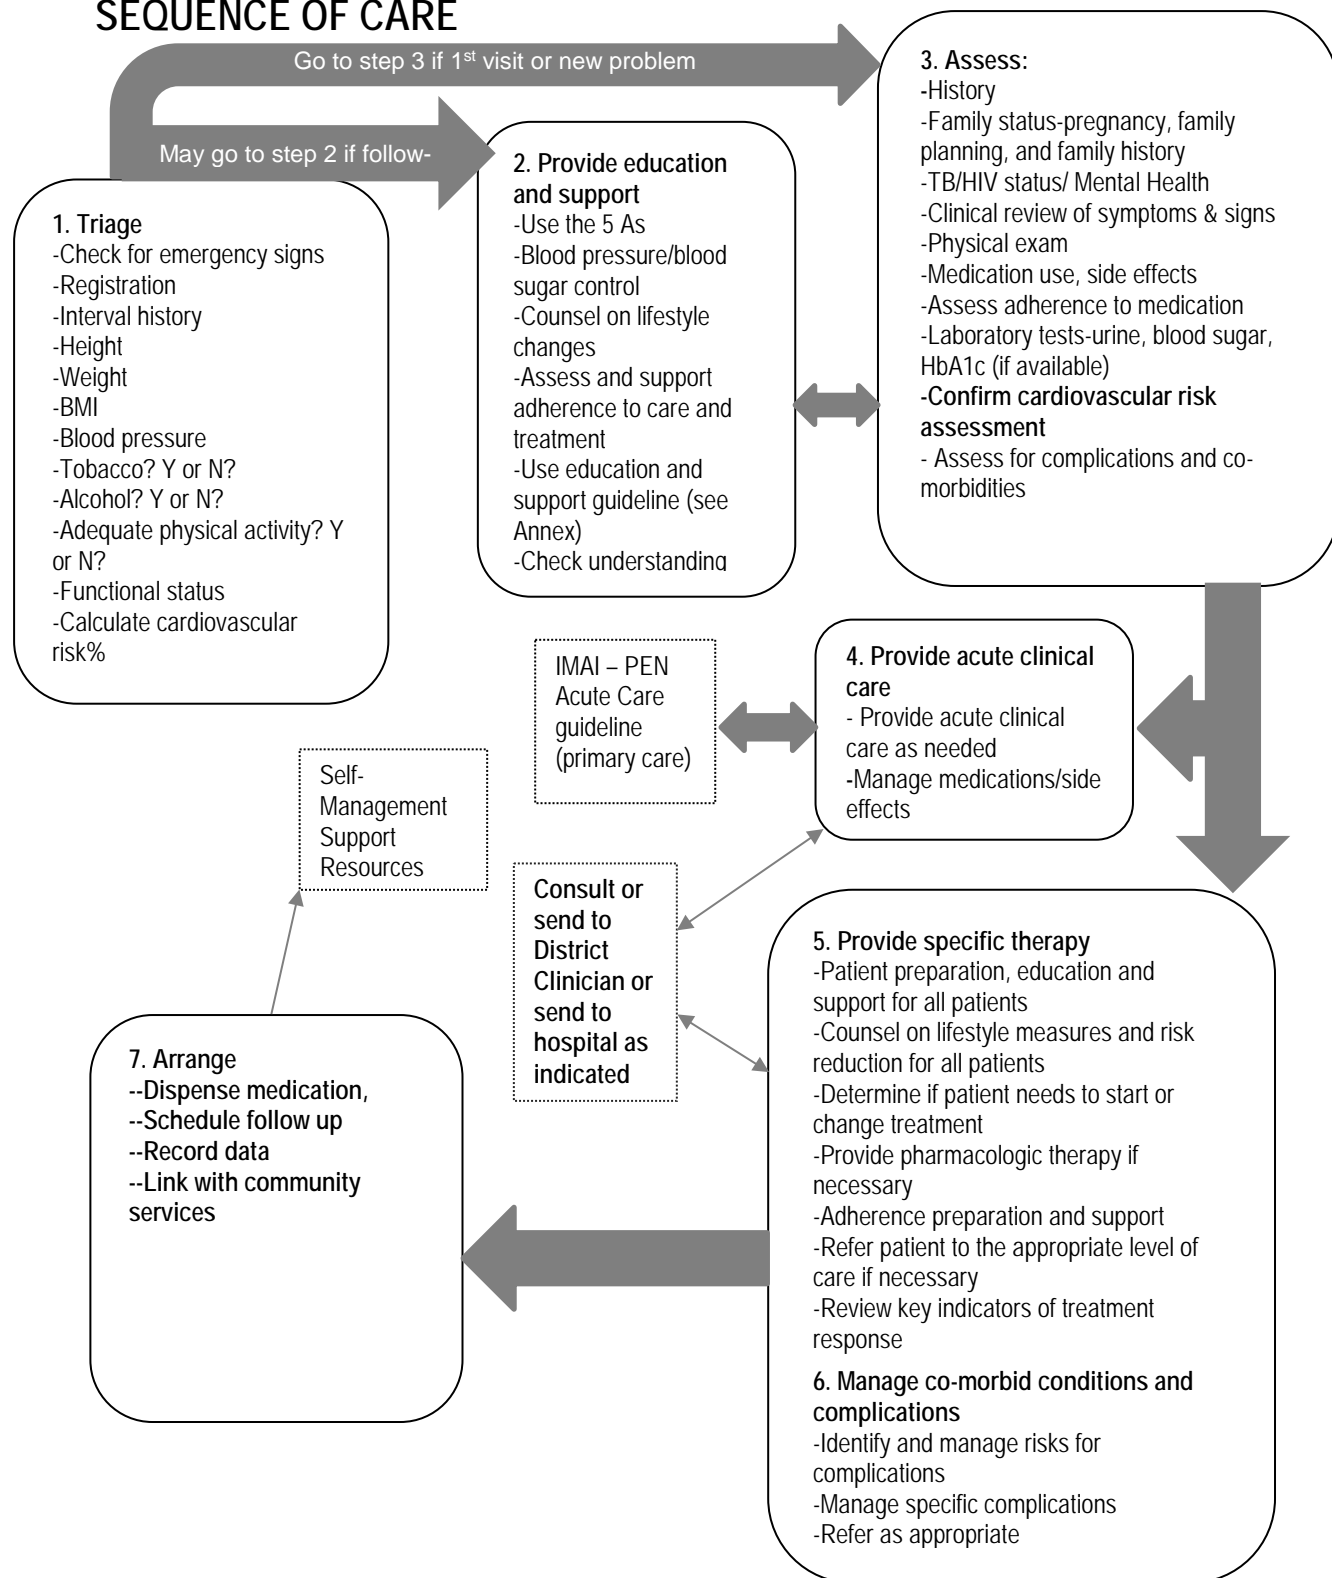 SEQUENCE OF CARE
Go to step 3 if 1st visit or new problem
May go to step 2 if follow-
1. Triage
-Check for emergency signs
-Registration
-Interval history
-Height
-Weight
-BMI
-Blood pressure
-Tobacco? Y or N?
-Alcohol? Y or N?
-Adequate physical activity? Y
or N?
-Functional status
-Calculate cardiovascular
risk%
2. Provide education
and support
-Use the 5 As
-Blood pressure/blood
sugar control
-Counsel on lifestyle
changes
-Assess and support
adherence to care and
treatment
-Use education and
support guideline (see
Annex)
-Check understanding
3. Assess:
-History
-Family status-pregnancy, family
planning, and family history
-TB/HIV status/ Mental Health
-Clinical review of symptoms & signs
-Physical exam
-Medication use, side effects
-Assess adherence to medication
-Laboratory tests-urine, blood sugar,
HbA1c (if available)
-Confirm cardiovascular risk
assessment
- Assess for complications and co-
morbidities
4. Provide acute clinical
care
- Provide acute clinical
care as needed
-Manage medications/side
effects
IMAI – PEN
Acute Care
guideline
(primary care)
Self-
Management
Support
Resources
Consult or
send to
District
Clinician or
send to
hospital as
indicated
5. Provide specific therapy
-Patient preparation, education and
support for all patients
-Counsel on lifestyle measures and risk
reduction for all patients
-Determine if patient needs to start or
change treatment
-Provide pharmacologic therapy if
necessary
-Adherence preparation and support
-Refer patient to the appropriate level of
care if necessary
-Review key indicators of treatment
response
6. Manage co-morbid conditions and
complications
-Identify and manage risks for
complications
-Manage specific complications
-Refer as appropriate
7. Arrange
--Dispense medication,
--Schedule follow up
--Record data
--Link with community
services